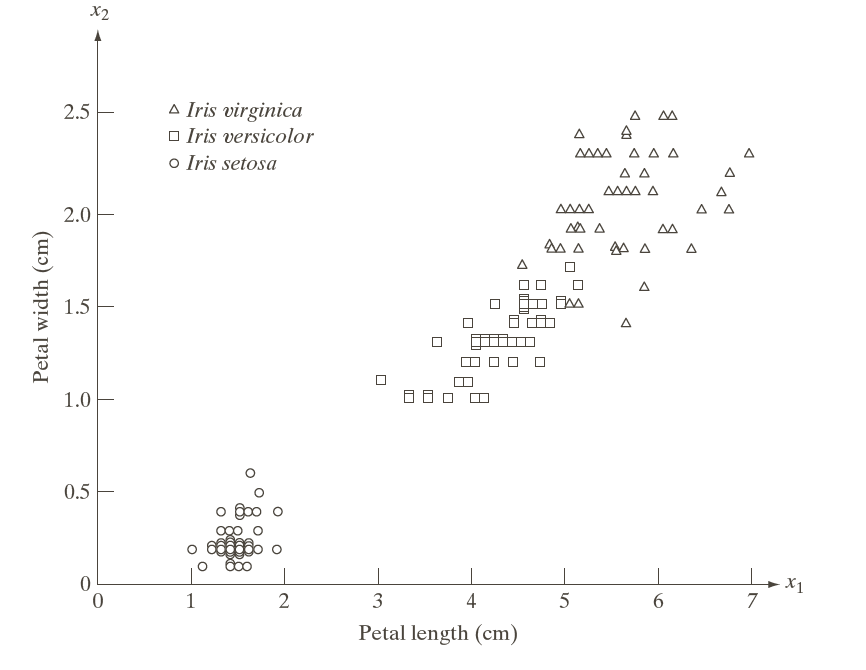 x2
2.5
Iris virginica
Iris versicolor
Iris setosa
2.0
1.5
1.0
0.5
0
0 1 2 3 4 5 6 7
x1
Petal width (cm)
Petal length (cm)